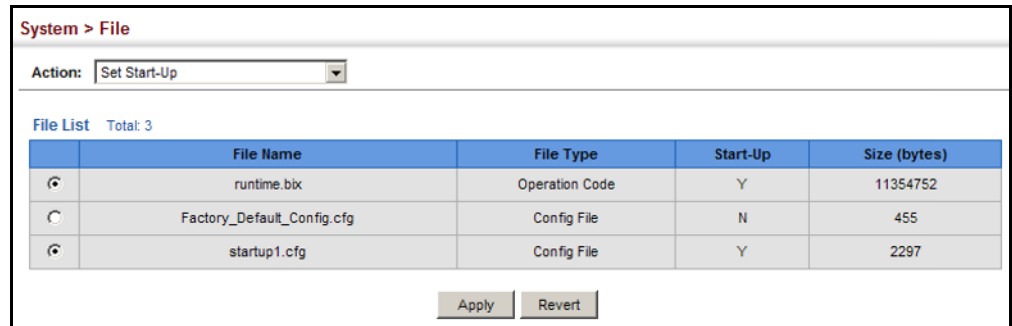 System > File
Action: Set Start-Up
File List Total: 3
File Name File Type Start-Up Size (bytes)
runtime.bix Operation Code Y 11354752
Factory_Default_Config.cfg Config File N 455
startup1.cfg Config File Y 2297
Apply Revert